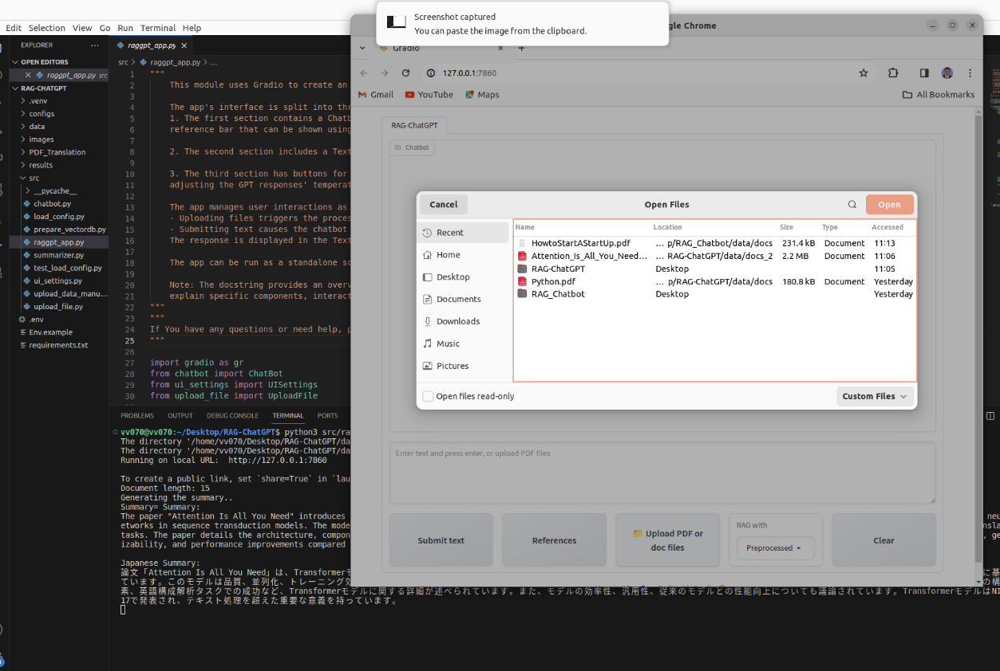 Screenshot captured
You can paste the image from the clipboard.
gle Chrome
Edit Selection View Go Run Terminal Help
EXPLORER
OPEN EDITORS
raggpt_app.py src
RAG-CHATGPT
.venv
configs
data
images
PDF_Translation
results
src
__pycache__
chatbot.py
load_config.py
prepare_vectordb.py
raggpt_app.py
summarizer.py
test_load_config.py
ui_settings.py
upload_data_manu...
upload_file.py
.env
Env.example
requirements.txt
raggpt_app.py
src > raggpt_app.py > ...
1 """
2 This module uses Gradio to create an
3
4 The app's interface is split into thr
5 1. The first section contains a Chatb
6 reference bar that can be shown using
7
8 2. The second section includes a Text
9
10 3. The third section has buttons for
11 adjusting the GPT responses' temperat
12
13 The app manages user interactions as
14 - Uploading files triggers the proces
15 - Submitting text causes the chatbot
16 The response is displayed in the Text
17
18 The app can be run as a standalone sc
19
20 Note: The docstring provides an overv
21 explain specific components, interact
22 """
23 """
24 If You have any questions or need help, p
25 """
26
27 import gradio as gr
28 from chatbot import ChatBot
29 from ui_settings import UISettings
30 from upload_file import UploadFile
PROBLEMS OUTPUT DEBUG CONSOLE TERMINAL PORTS
vv070@vv070:~/Desktop/RAG-ChatGPT$ python3 src/ra
The directory '/home/vv070/Desktop/RAG-ChatGPT/da
The directory '/home/vv070/Desktop/RAG-ChatGPT/da
Running on local URL: http://127.0.0.1:7860
To create a public link, set `share=True` in `lau
Document length: 15
Generating the summary..
Summary= Summary:
The paper "Attention Is All You Need" introduces neu
etworks in sequence transduction models. The mode nsla
tasks. The paper details the architecture, compon , ge
izability, and performance improvements compared
Japanese Summary:
論文「Attention Is All You Need」は、Transformerモ に基
ています。このモデルは品質、並列化、トレーニング効 の構
素、英語構成解析タスクでの成功など、Transformerモデルに関する詳細が述べられています。また、モデルの効率性、汎用性、従来のモデルとの性能向上についても議論されています。TransformerモデルはNI
17で発表され、テキスト処理を超えた重要な意義を持っています。
Gradio
127.0.0.1:7860
Gmail YouTube Maps All Bookmarks
RAG-ChatGPT
Chatbot
Cancel Open Files Open
Recent
Home
Desktop
Documents
Downloads
Music
Pictures
Name Location Size Type Accessed
HowtoStartAStartUp.pdf ... p/RAG_Chatbot/data/docs 231.4 kB Document 11:13
Attention_Is_All_You_Need... ... RAG-ChatGPT/data/docs_2 2.2 MB Document 11:06
RAG-ChatGPT Desktop 11:05
Python.pdf ... p/RAG-ChatGPT/data/docs 180.8 kB Document Yesterday
RAG_Chatbot Desktop Yesterday
Open files read-only
Custom Files
Enter text and press enter, or upload PDF files
Submit text
References
Upload PDF or
doc files
RAG with
Preprocessed
Clear